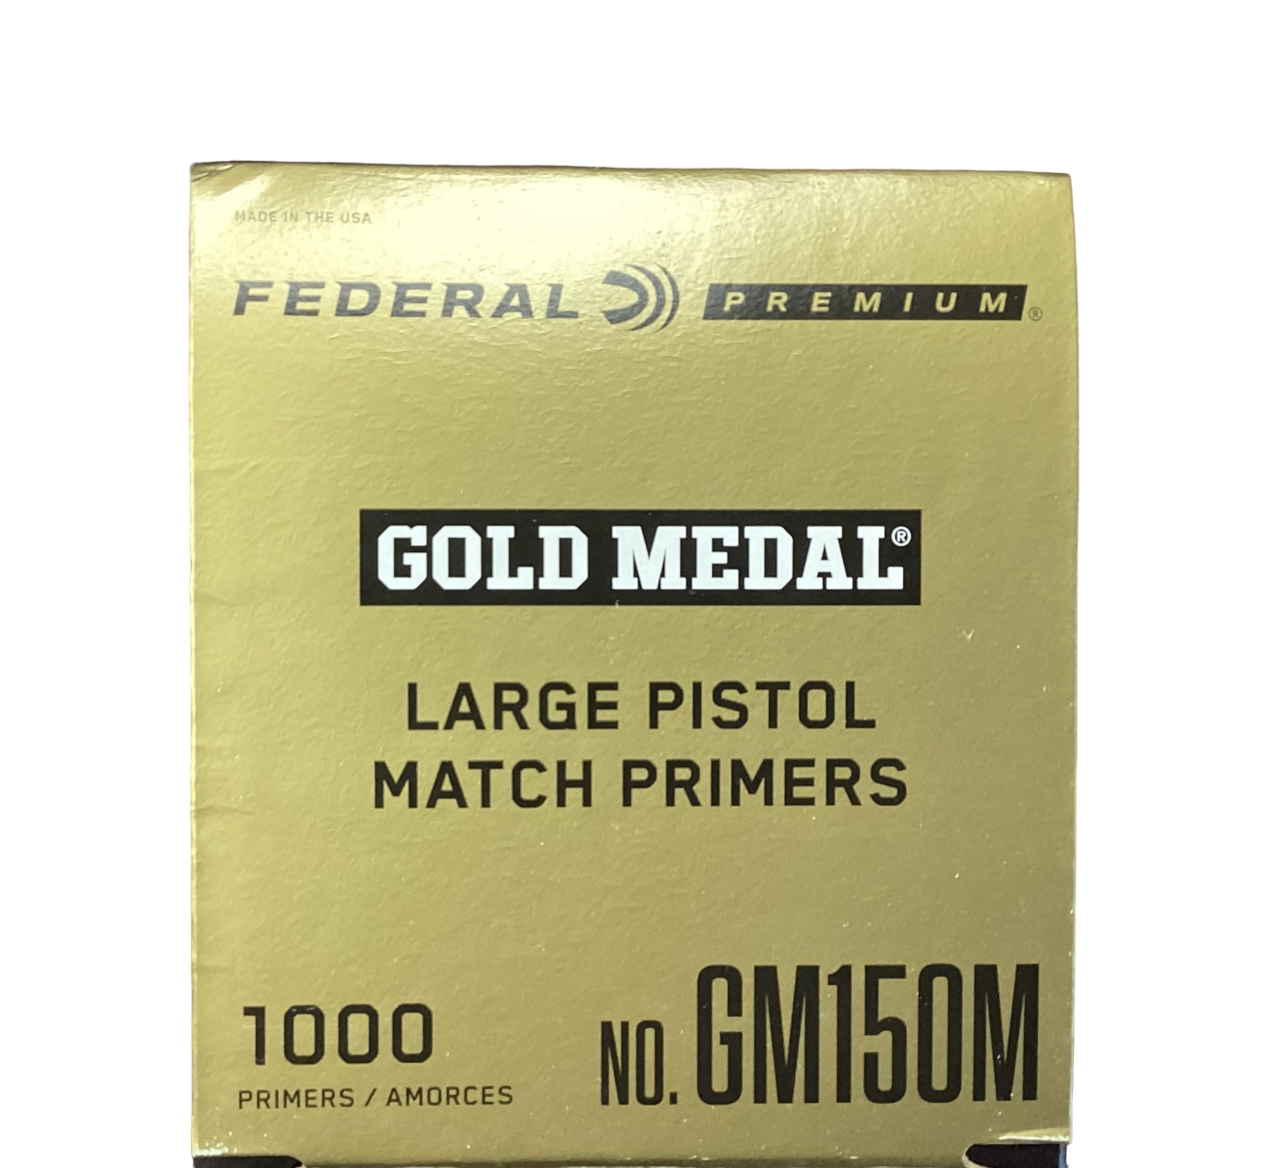 MADE IN THE USA
FEDERAL PREMIUM®
GOLD MEDAL®
LARGE PISTOL
MATCH PRIMERS
1000
PRIMERS / AMORCES
NO. GM150M